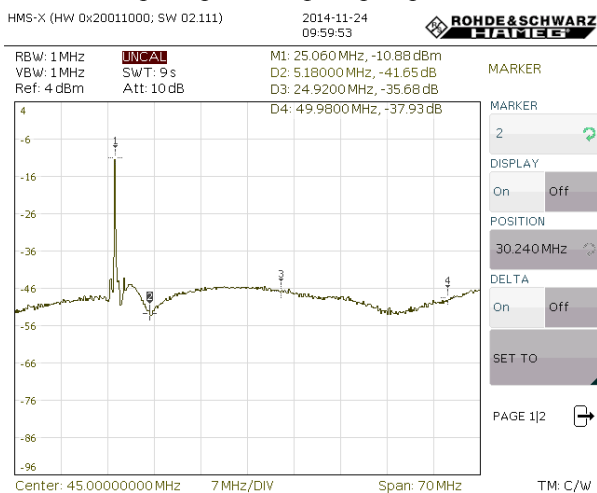 HMS-X (HW 0x20011000; SW 02.111)
2014-11-24
09:59:53
ROHDE&SCHWARZ
HAMEG®
RBW: 1 MHz
UNCAL
M1: 25.060 MHz, -10.88 dBm
VBW: 1 MHz
SWT: 9 s
D2: 5.18000 MHz, -41.65 dB
Ref: 4 dBm
Att: 10 dB
D3: 24.9200 MHz, -35.68 dB
D4: 49.9800 MHz, -37.93 dB
MARKER
MARKER
2
DISPLAY
On Off
POSITION
30.240 MHz
DELTA
On Off
SET TO
PAGE 1|2
4
-6
-16
-26
-36
-46
-56
-66
-76
-86
-96
1
2
3
4
Center: 45.00000000 MHz
7 MHz/DIV
Span: 70 MHz
TM: C/W